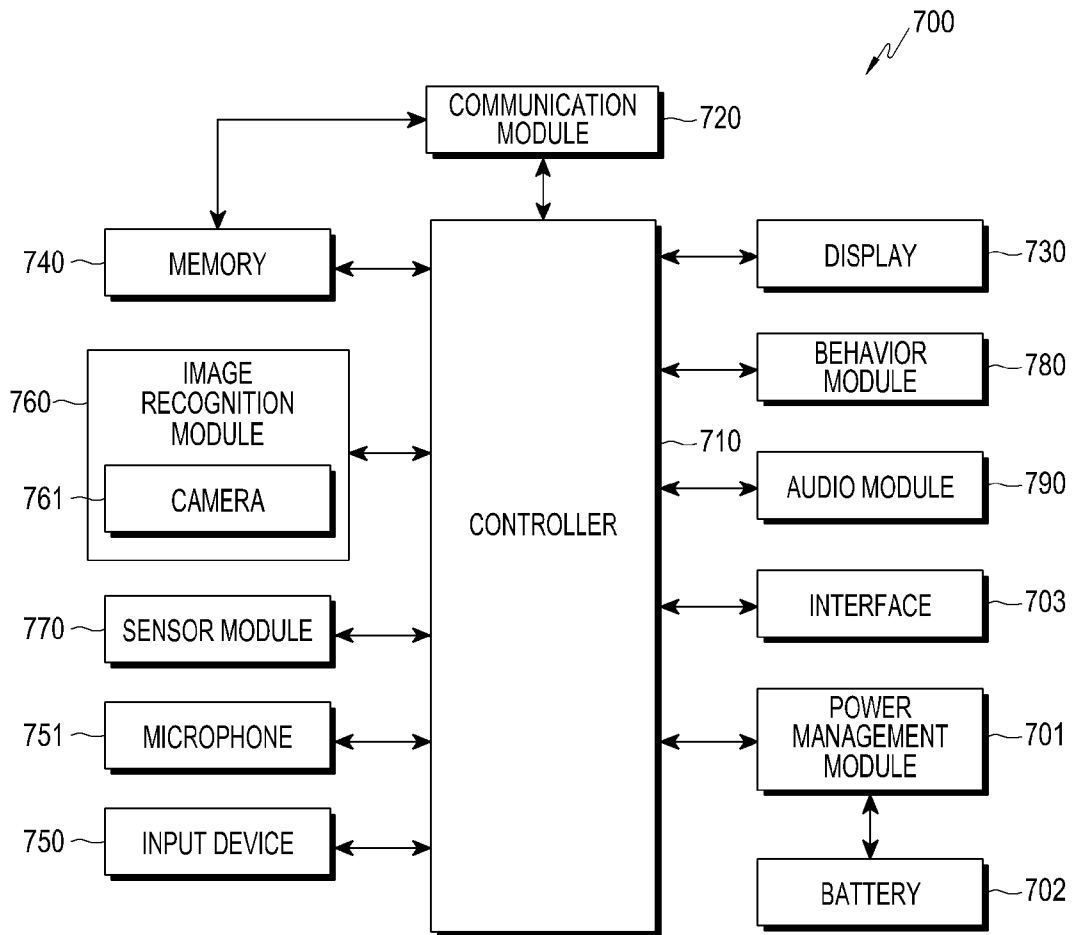 700
COMMUNICATION
MODULE
720
740
MEMORY
DISPLAY
730
IMAGE
RECOGNITION
MODULE
760
BEHAVIOR
MODULE
780
710
761
CAMERA
AUDIO MODULE
790
CONTROLLER
770
SENSOR MODULE
INTERFACE
703
751
MICROPHONE
POWER
MANAGEMENT
MODULE
701
750
INPUT DEVICE
BATTERY
702